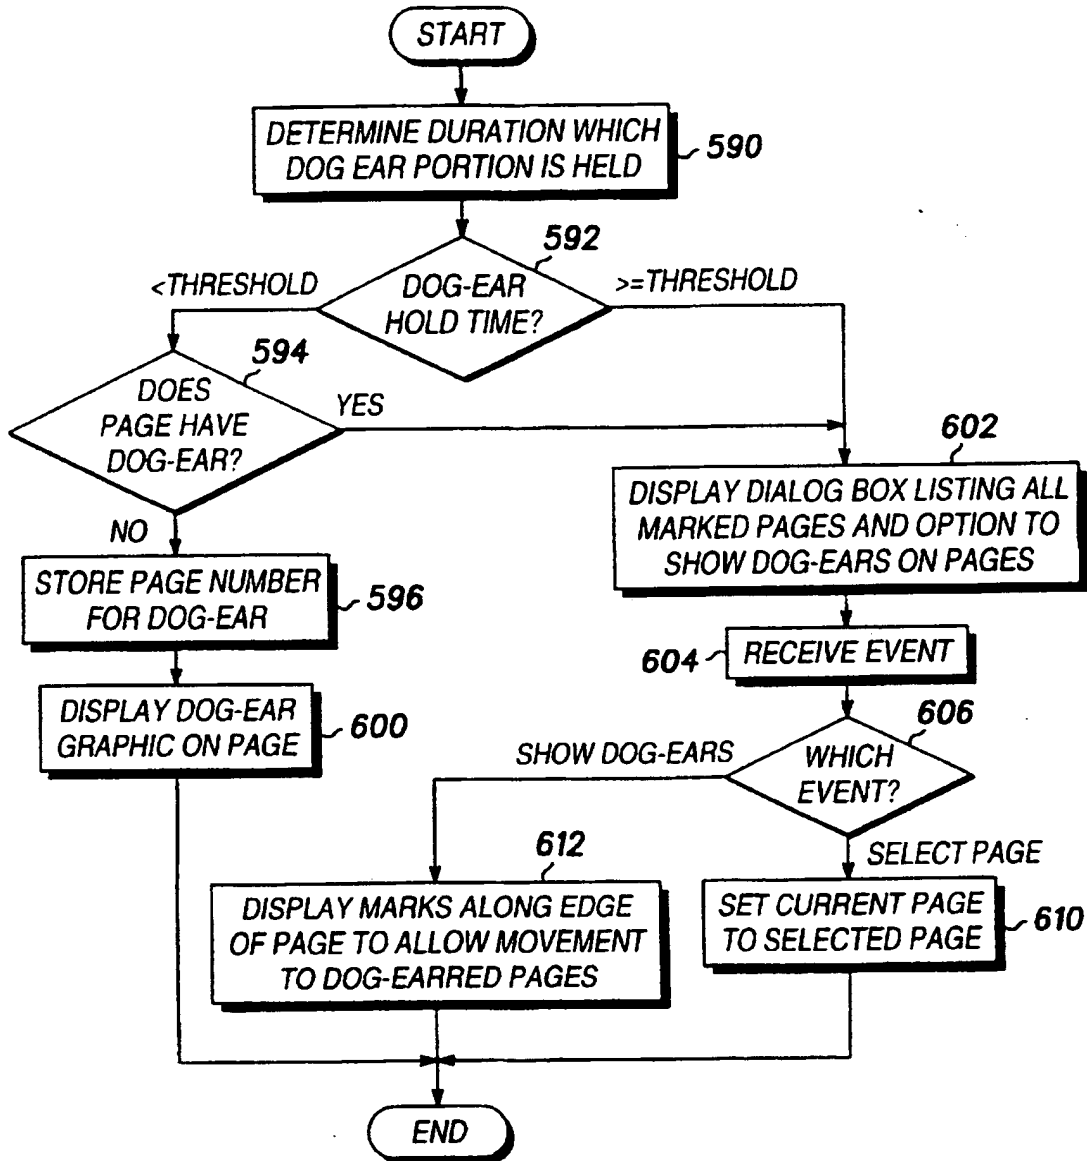 START
DETERMINE DURATION WHICH
DOG EAR PORTION IS HELD
590
592
DOG-EAR
HOLD TIME?
<THRESHOLD
>=THRESHOLD
594
DOES
PAGE HAVE
DOG-EAR?
YES
NO
STORE PAGE NUMBER
FOR DOG-EAR
596
DISPLAY DOG-EAR
GRAPHIC ON PAGE
600
602
DISPLAY DIALOG BOX LISTING ALL
MARKED PAGES AND OPTION TO
SHOW DOG-EARS ON PAGES
604
RECEIVE EVENT
606
WHICH
EVENT?
SHOW DOG-EARS
SELECT PAGE
612
DISPLAY MARKS ALONG EDGE
OF PAGE TO ALLOW MOVEMENT
TO DOG-EARRED PAGES
SET CURRENT PAGE
TO SELECTED PAGE
610
END